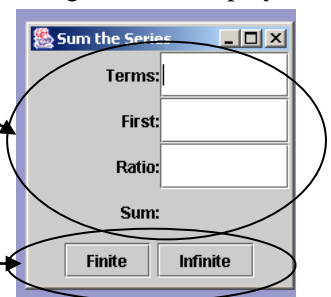 Sum the Series
Terms:
First:
Ratio:
Sum:
Finite Infinite